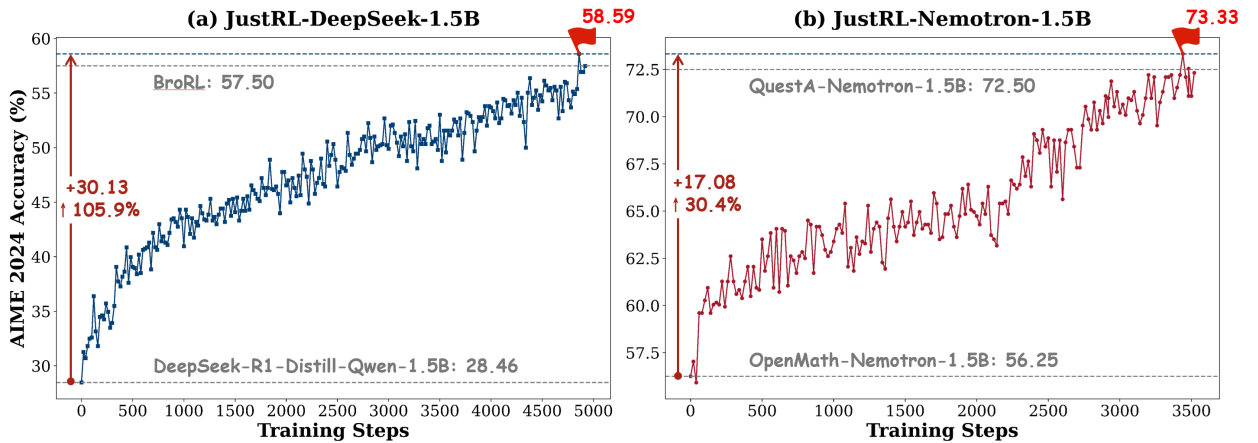 (a) JustRL-DeepSeek-1.5B
58.59
AIME 2024 Accuracy (%)
60
55
50
45
40
35
30
BroRL: 57.50
+30.13
↑ 105.9%
DeepSeek-R1-Distill-Qwen-1.5B: 28.46
0 500 1000 1500 2000 2500 3000 3500 4000 4500 5000
Training Steps
(b) JustRL-Nemotron-1.5B
73.33
72.5
70.0
67.5
65.0
62.5
60.0
57.5
QuestA-Nemotron-1.5B: 72.50
+17.08
↑ 30.4%
OpenMath-Nemotron-1.5B: 56.25
0 500 1000 1500 2000 2500 3000 3500
Training Steps